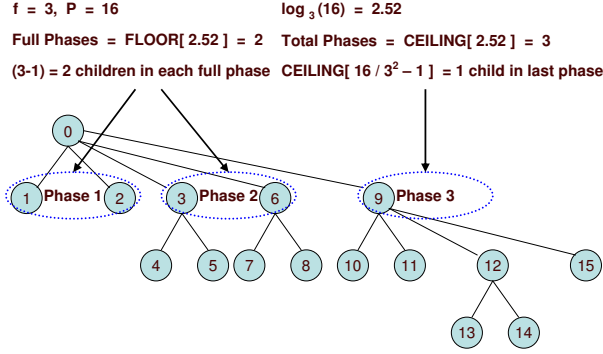 f = 3, P = 16
log 3 (16) = 2.52
Full Phases = FLOOR[ 2.52 ] = 2
Total Phases = CEILING[ 2.52 ] = 3
(3-1) = 2 children in each full phase
CEILING[ 16 / 3² – 1 ] = 1 child in last phase
0
1 Phase 1 2
3 Phase 2 6
9 Phase 3
4 5 7 8 10 11 12 15
13 14